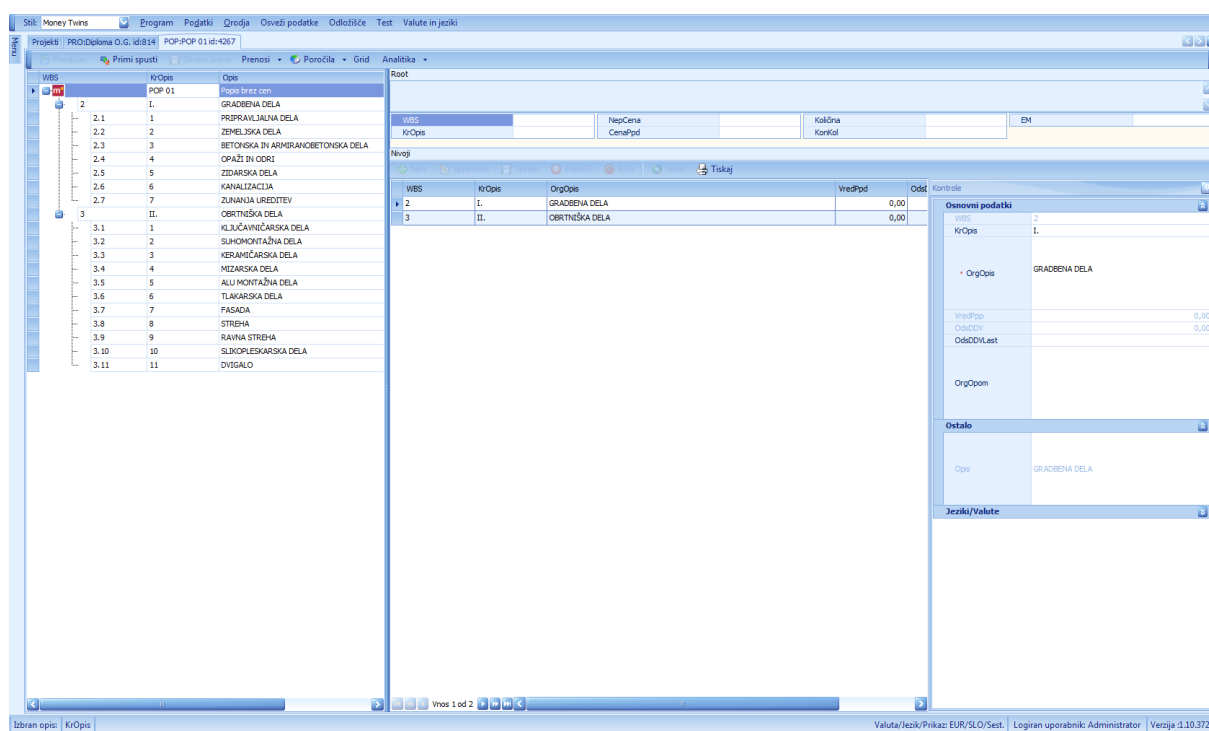 Stil: Money Twins Program Podatki Orodja Osveži podatke Odložišče Test Valute in jeziki
Menu
Projekti PRO:Diploma O.G. id:814 POP:POP 01 id:4267
Primi spusti Prenosi Poročila Grid Analitika
WBS KrOpis Opis
m² POP 01 Popis brez cen
2 I. GRADBENA DELA
2.1 1 PRIPRAVLJALNA DELA
2.2 2 ZEMELJSKA DELA
2.3 3 BETONSKA IN ARMIRANOBETONSKA DELA
2.4 4 OPAŽI IN ODRI
2.5 5 ZIDARSKA DELA
2.6 6 KANALIZACIJA
2.7 7 ZUNANJA UREDITEV
3 II. OBRTNIŠKA DELA
3.1 1 KLJUČAVNIČARSKA DELA
3.2 2 SUHOMONTAŽNA DELA
3.3 3 KERAMIČARSKA DELA
3.4 4 MIZARSKA DELA
3.5 5 ALU MONTAŽNA DELA
3.6 6 TLAKARSKA DELA
3.7 7 FASADA
3.8 8 STREHA
3.9 9 RAVNA STREHA
3.10 10 SLIKOPLESKARSKA DELA
3.11 11 DVIGALO
Root
WBS NepCena Količina EM
KrOpis CenaPpd KonKol
Nivoji
Tiskaj
WBS KrOpis OrgOpis VredPpd
2 I. GRADBENA DELA 0,00
3 II. OBRTNIŠKA DELA 0,00
Kontrole
Osnovni podatki
WBS 2
KrOpis I.
* OrgOpis GRADBENA DELA
VredPpp 0,00
OdsDDV 0,00
OdsDDVLast
OrgOpom
Ostalo
Opis GRADBENA DELA
Jeziki/Valute
Vnos 1 od 2
Izbran opis: KrOpis Valuta/Jezik/Prikaz: EUR/SLO/Sest. Logiran uporabnik: Administrator Verzija :1.10.372